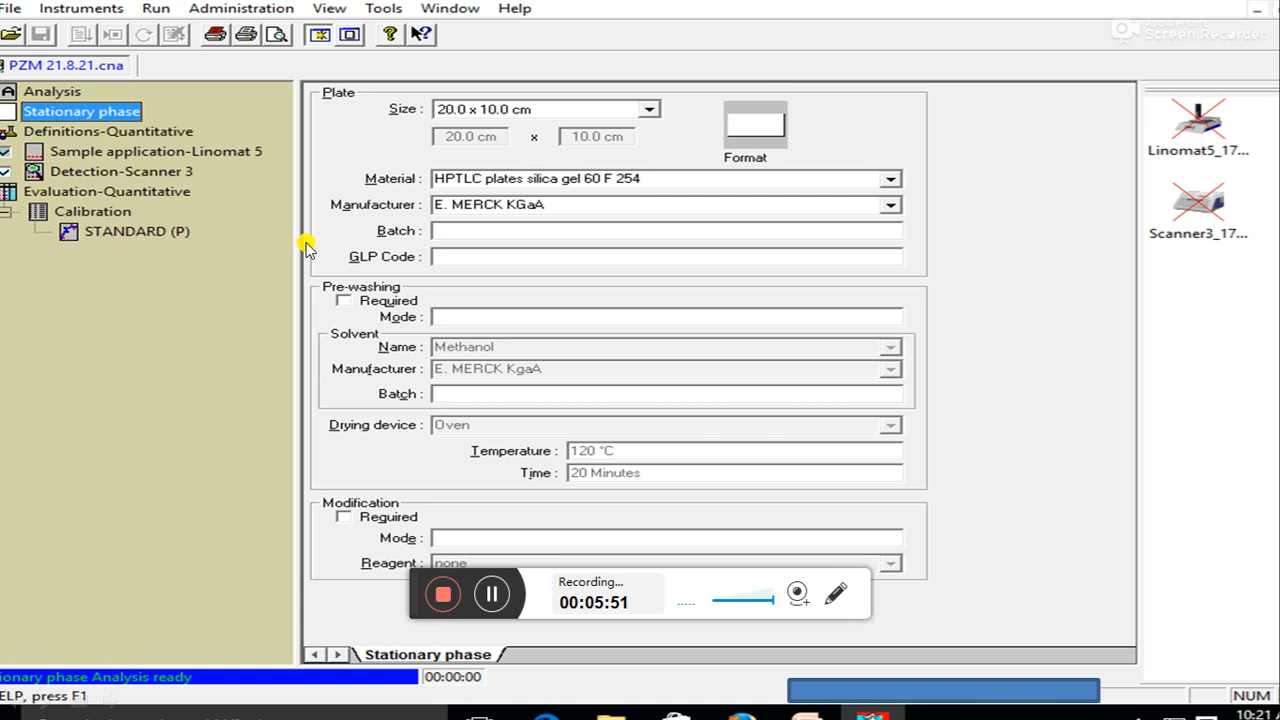 File Instruments Run Administration View Tools Window Help
Apowersoft
Screen Recorder
PZM 21.8.21.cna
Analysis
Stationary phase
Definitions-Quantitative
Sample application-Linomat 5
Detection-Scanner 3
Evaluation-Quantitative
Calibration
STANDARD (P)
Plate
Size : 20.0 x 10.0 cm
20.0 cm x 10.0 cm
Format
Material : HPTLC plates silica gel 60 F 254
Manufacturer : E. MERCK KGaA
Batch :
GLP Code :
Pre-washing
Required
Mode :
Solvent
Name : Methanol
Manufacturer : E. MERCK KgaA
Batch :
Drying device : Oven
Temperature : 120 °C
Time : 20 Minutes
Modification
Required
Mode :
Reagent : none
Linomat5_17...
Scanner3_17...
Recording...
00:05:51
Stationary phase
ionary phase Analysis ready 00:00:00
ELP, press F1
NUM
10:21